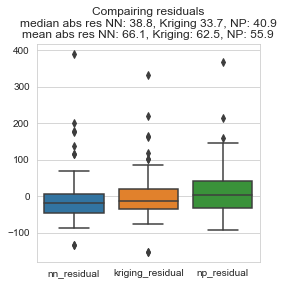 Compairing residuals
median abs res NN: 38.8, Kriging 33.7, NP: 40.9
mean abs res NN: 66.1, Kriging: 62.5, NP: 55.9
400
300
200
100
0
−100
nn_residual kriging_residual np_residual